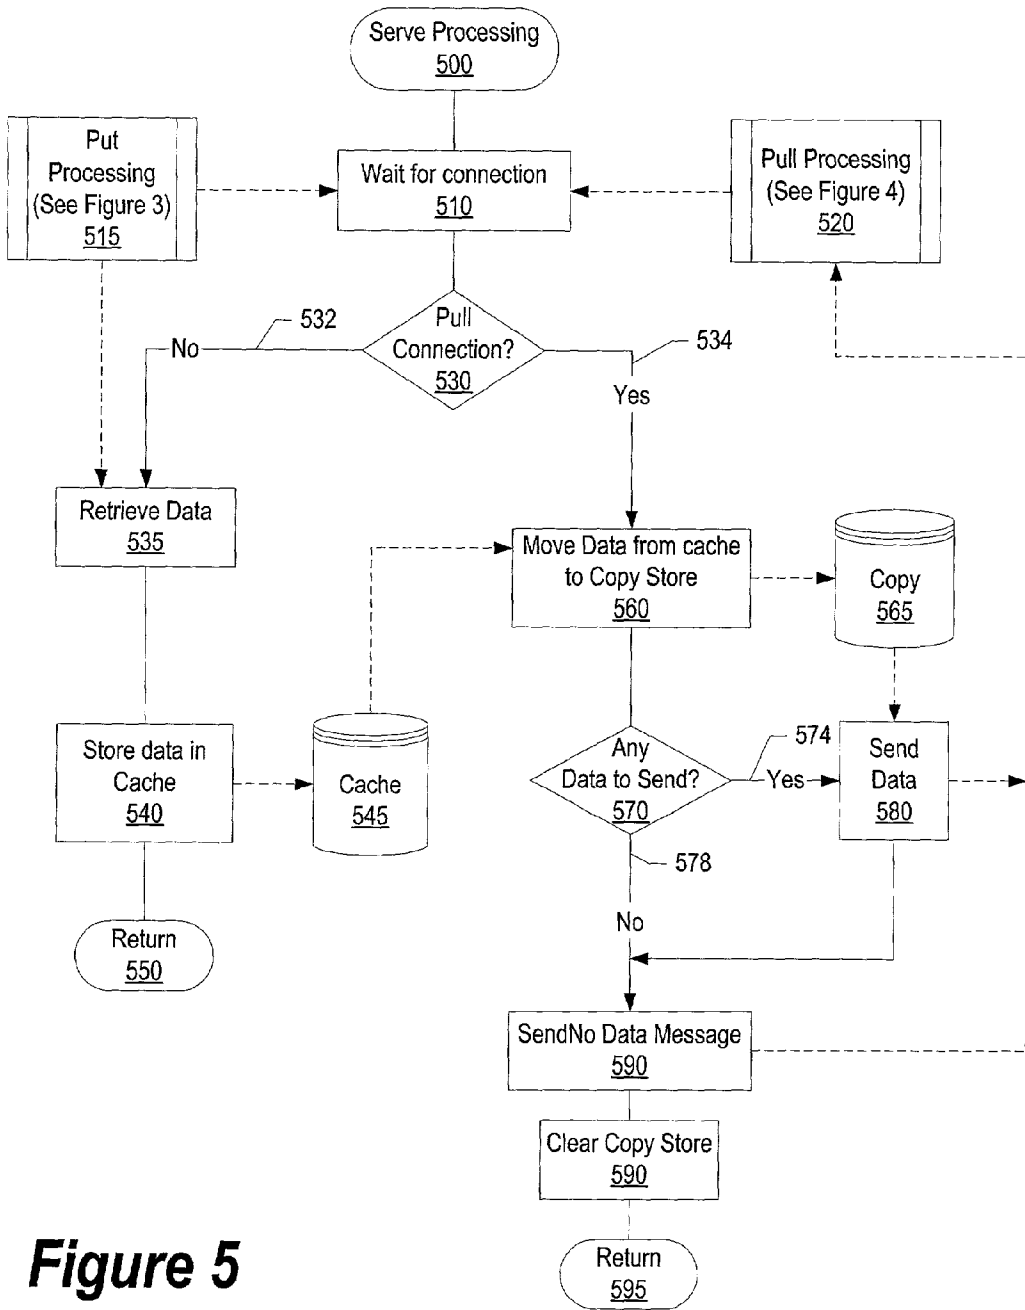 Serve Processing
500
Put
Processing
(See Figure 3)
515
Wait for connection
510
Pull Processing
(See Figure 4)
520
532
No
Pull
Connection?
530
534
Yes
Retrieve Data
535
Move Data from cache
to Copy Store
560
Copy
565
Store data in
Cache
540
Cache
545
Any
Data to Send?
570
574
Yes
Send
Data
580
578
No
Return
550
SendNo Data Message
590
Clear Copy Store
590
Return
595
Figure 5